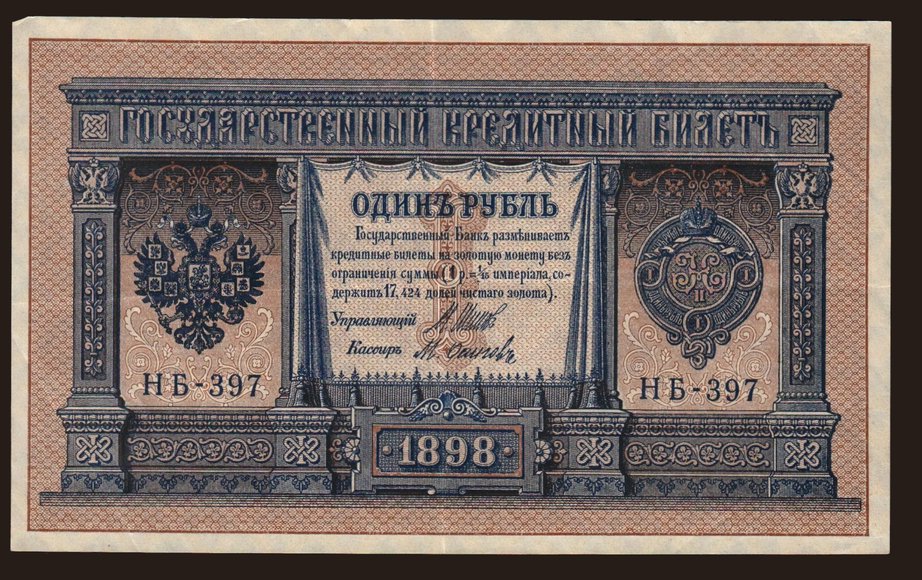 ГОСУДАРСТВЕННЫЙ КРЕДИТНЫЙ БИЛЕТЪ
ОДИНЪ РУБЛЬ
Государственный Банкъ размѣниваетъ
кредитные билеты на золотую монету безъ
ограниченія суммы (1 р. = 1/15 имперіала, со-
держитъ 17,424 долей чистаго золота).
Управляющій
Кассиръ
НБ-397
НБ-397
1898